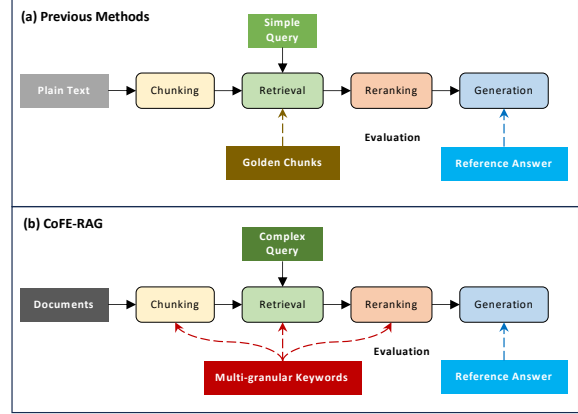 (a) Previous Methods
Simple
Query
Plain Text
Chunking
Retrieval
Reranking
Generation
Evaluation
Golden Chunks
Reference Answer
(b) CoFE-RAG
Complex
Query
Documents
Chunking
Retrieval
Reranking
Generation
Evaluation
Multi-granular Keywords
Reference Answer